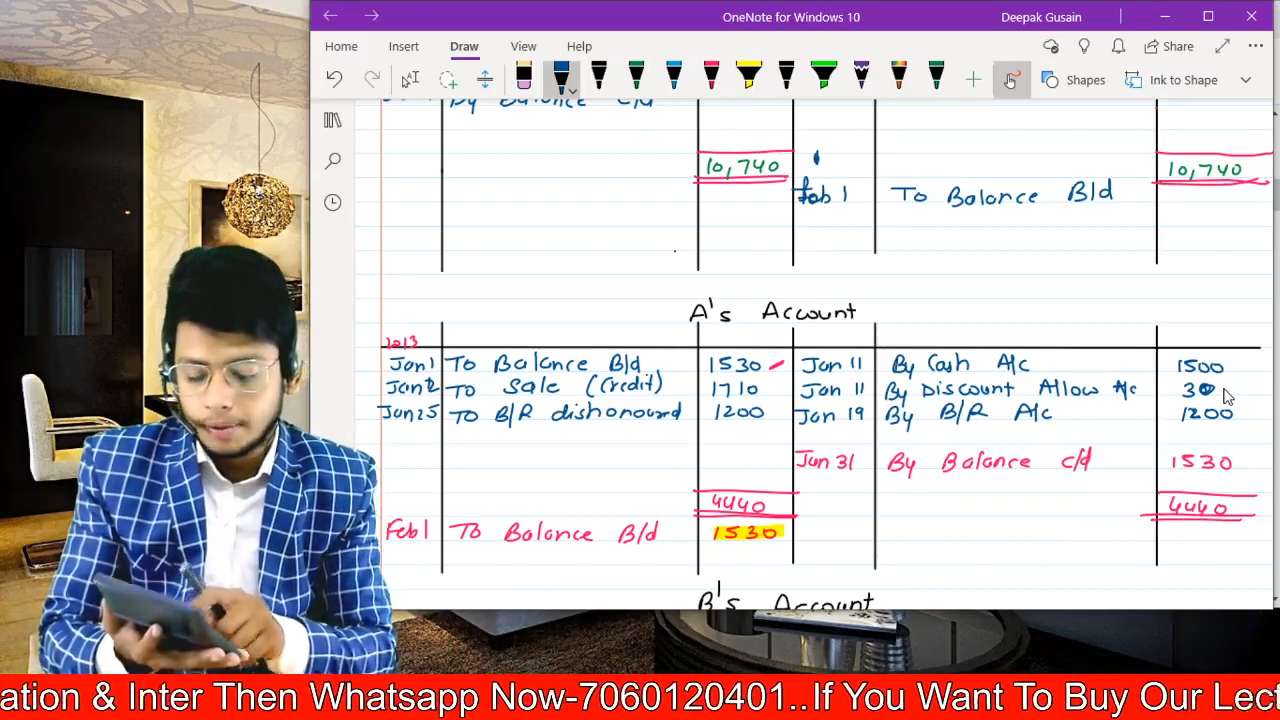 OneNote for Windows 10 Deepak Gusain
Home Insert Draw View Help Share
Shapes Ink to Shape
By Balance c/d
10,740 10,740
Feb 1 To Balance B/d
A's Account
1013
Jan 1 To Balance B/d 1530 Jan 11 By Cash A/c 1500
Jan 2 To Sale (Credit) 1710 Jan 11 By Discount Allow A/c 30
Jan 25 To B/R dishonourd 1200 Jan 19 By B/R A/c 1200
Jan 31 By Balance c/d 1530
4440 4440
Feb 1 To Balance B/d 1530
B's Account
ation & Inter Then Whatsapp Now-7060120401..If You Want To Buy Our Lect